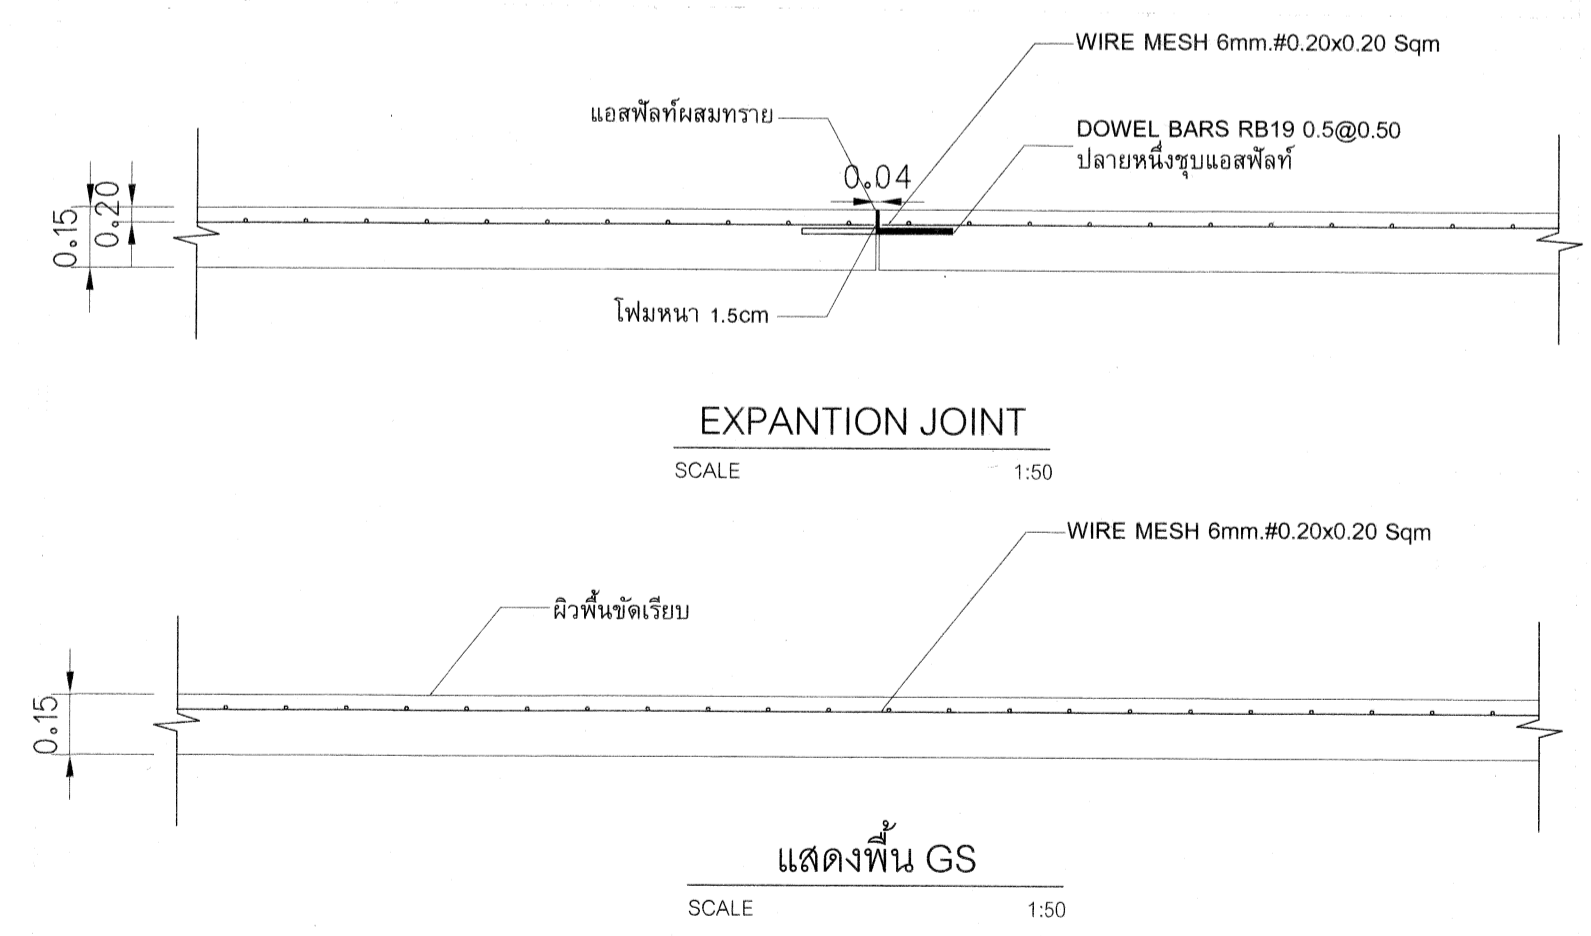 WIRE MESH 6mm.#0.20x0.20 Sqm
แอสฟัลท์ผสมทราย
DOWEL BARS RB19 0.5@0.50
ปลายหนึ่งชุบแอสฟัลท์
0.04
0.15
0.20
โฟมหนา 1.5cm
EXPANTION JOINT
SCALE 1:50
WIRE MESH 6mm.#0.20x0.20 Sqm
ผิวพื้นขัดเรียบ
0.15
แสดงพื้น GS
SCALE 1:50